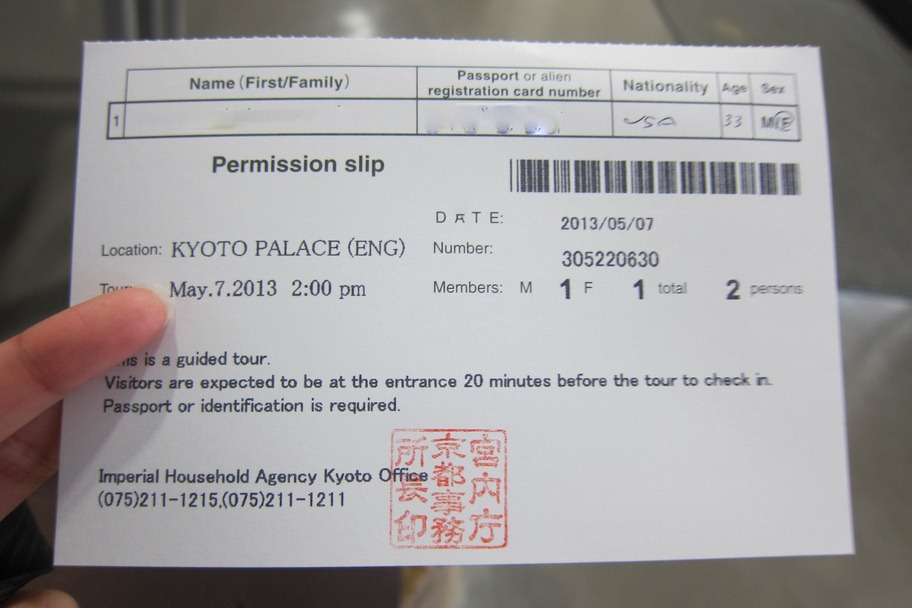 Name (First/Family) Passport or alien registration card number Nationality Age Sex
1 USA 33 M/F
Permission slip
DATE: 2013/05/07
Location: KYOTO PALACE (ENG) Number: 305220630
May.7.2013 2:00 pm Members: M 1 F 1 total 2 persons
is a guided tour.
Visitors are expected to be at the entrance 20 minutes before the tour to check in.
Passport or identification is required.
Imperial Household Agency Kyoto Office
(075)211-1215,(075)211-1211
宮内庁
京都事務
所長印